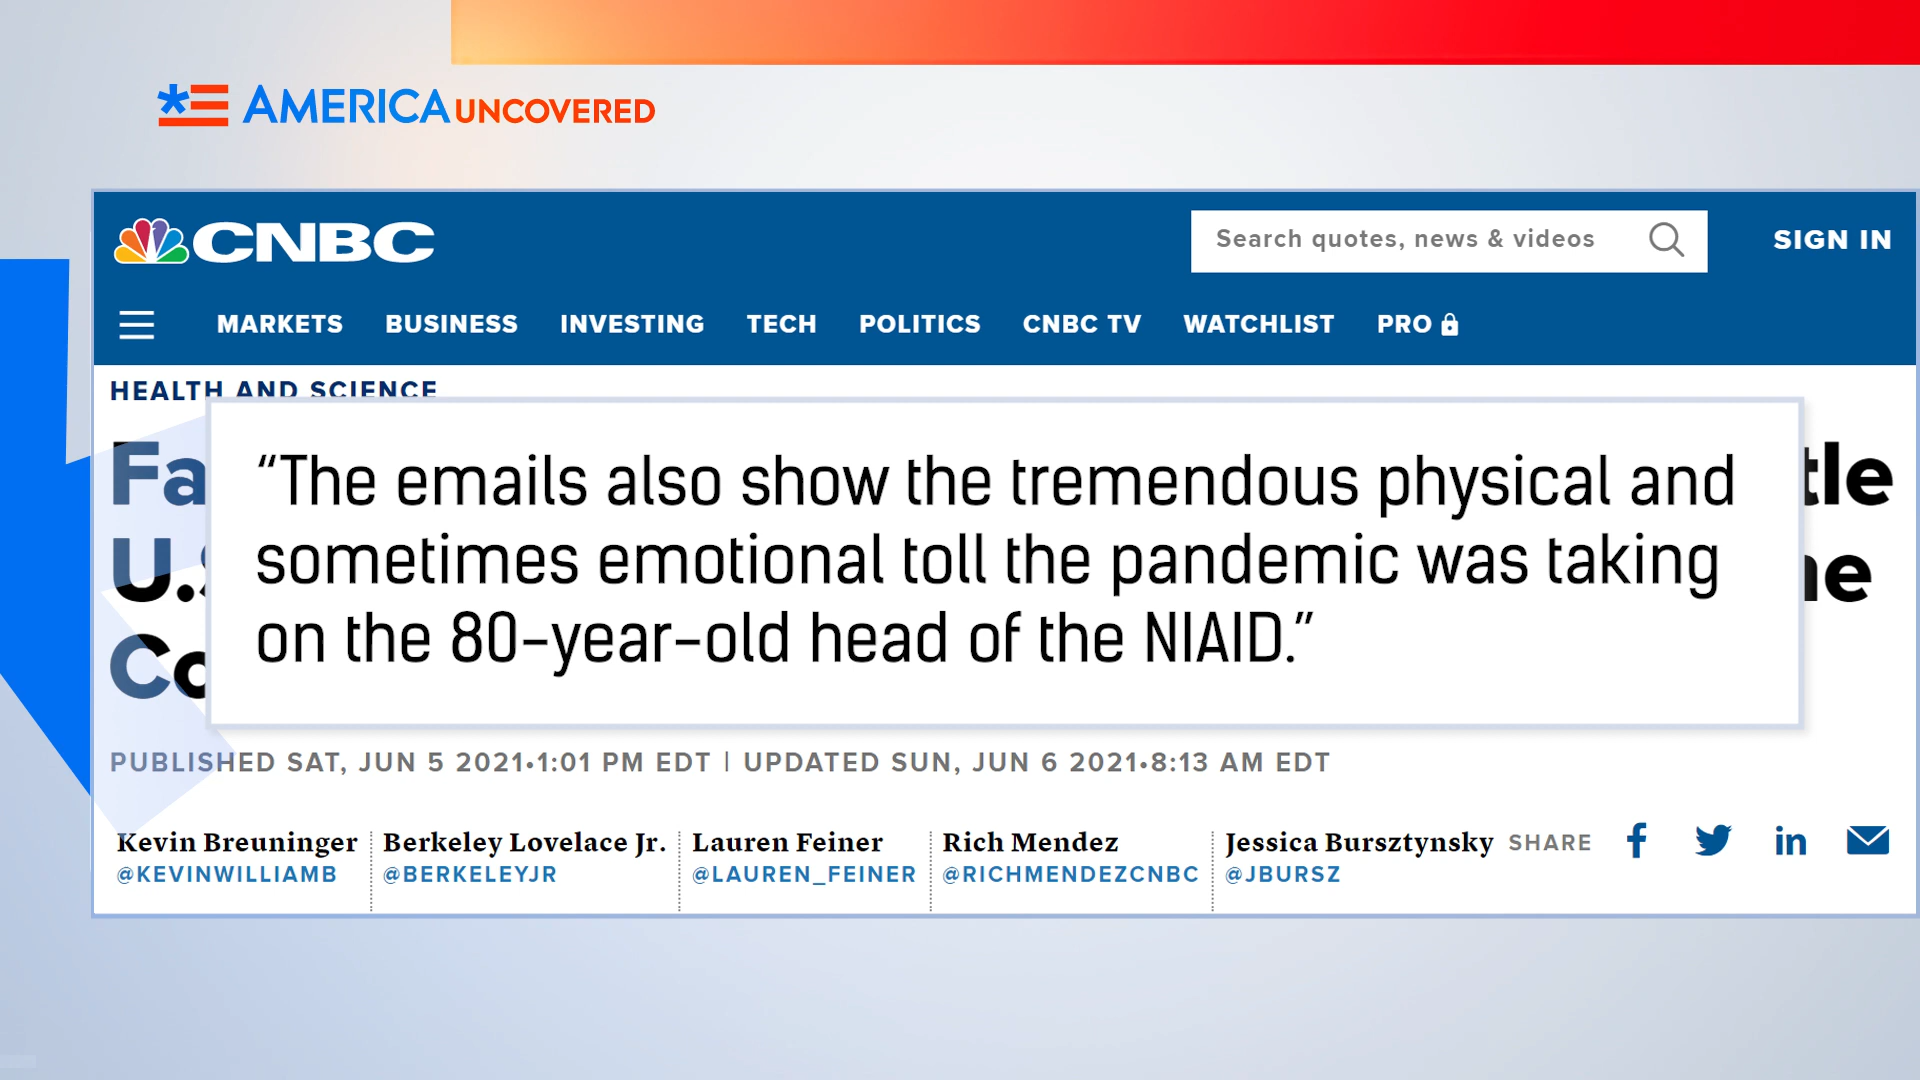 AMERICA UNCOVERED
CNBC
Search quotes, news & videos
SIGN IN
MARKETS BUSINESS INVESTING TECH POLITICS CNBC TV WATCHLIST PRO
HEALTH AND SCIENCE
“The emails also show the tremendous physical and
sometimes emotional toll the pandemic was taking
on the 80-year-old head of the NIAID.”
PUBLISHED SAT, JUN 5 2021•1:01 PM EDT | UPDATED SUN, JUN 6 2021•8:13 AM EDT
Kevin Breuninger Berkeley Lovelace Jr. Lauren Feiner Rich Mendez Jessica Bursztynsky SHARE
@KEVINWILLIAMB @BERKELEYJR @LAUREN_FEINER @RICHMENDEZCNBC @JBURSZ